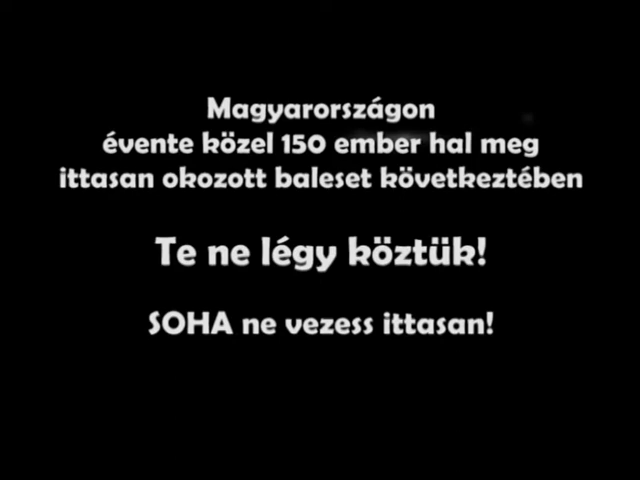 Magyarországon
évente közel 150 ember hal meg
ittasan okozott baleset következtében
Te ne légy köztük!
SOHA ne vezess ittasan!